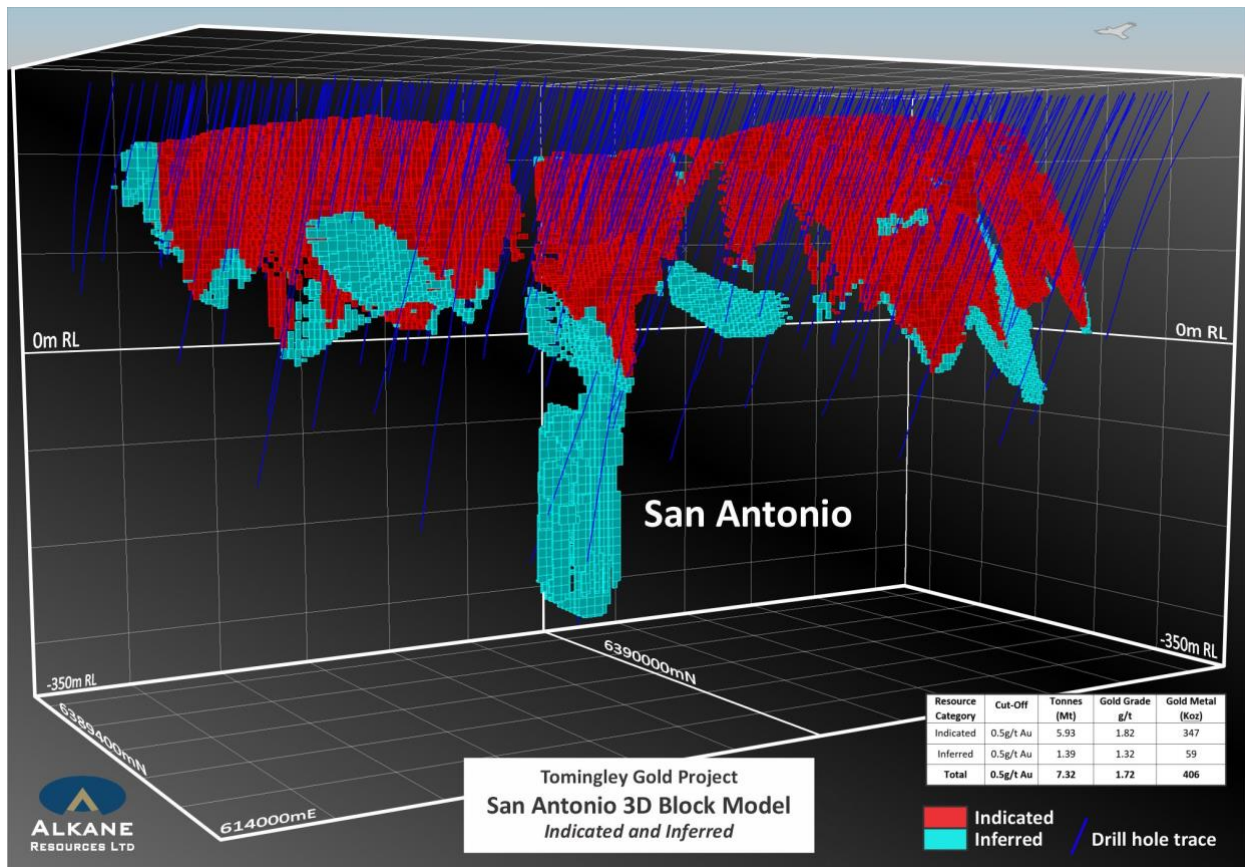 0m RL
0m RL
San Antonio
-350m RL
-350m RL
6390000mN
6389400mN
614000mE
Resource Category Cut-Off Tonnes (Mt) Gold Grade g/t Gold Metal (Koz)
Indicated 0.5g/t Au 5.93 1.82 347
Inferred 0.5g/t Au 1.39 1.32 59
Total 0.5g/t Au 7.32 1.72 406
Tomingley Gold Project
San Antonio 3D Block Model
Indicated and Inferred
ALKANE
RESOURCES LTD
Indicated
Inferred
Drill hole trace